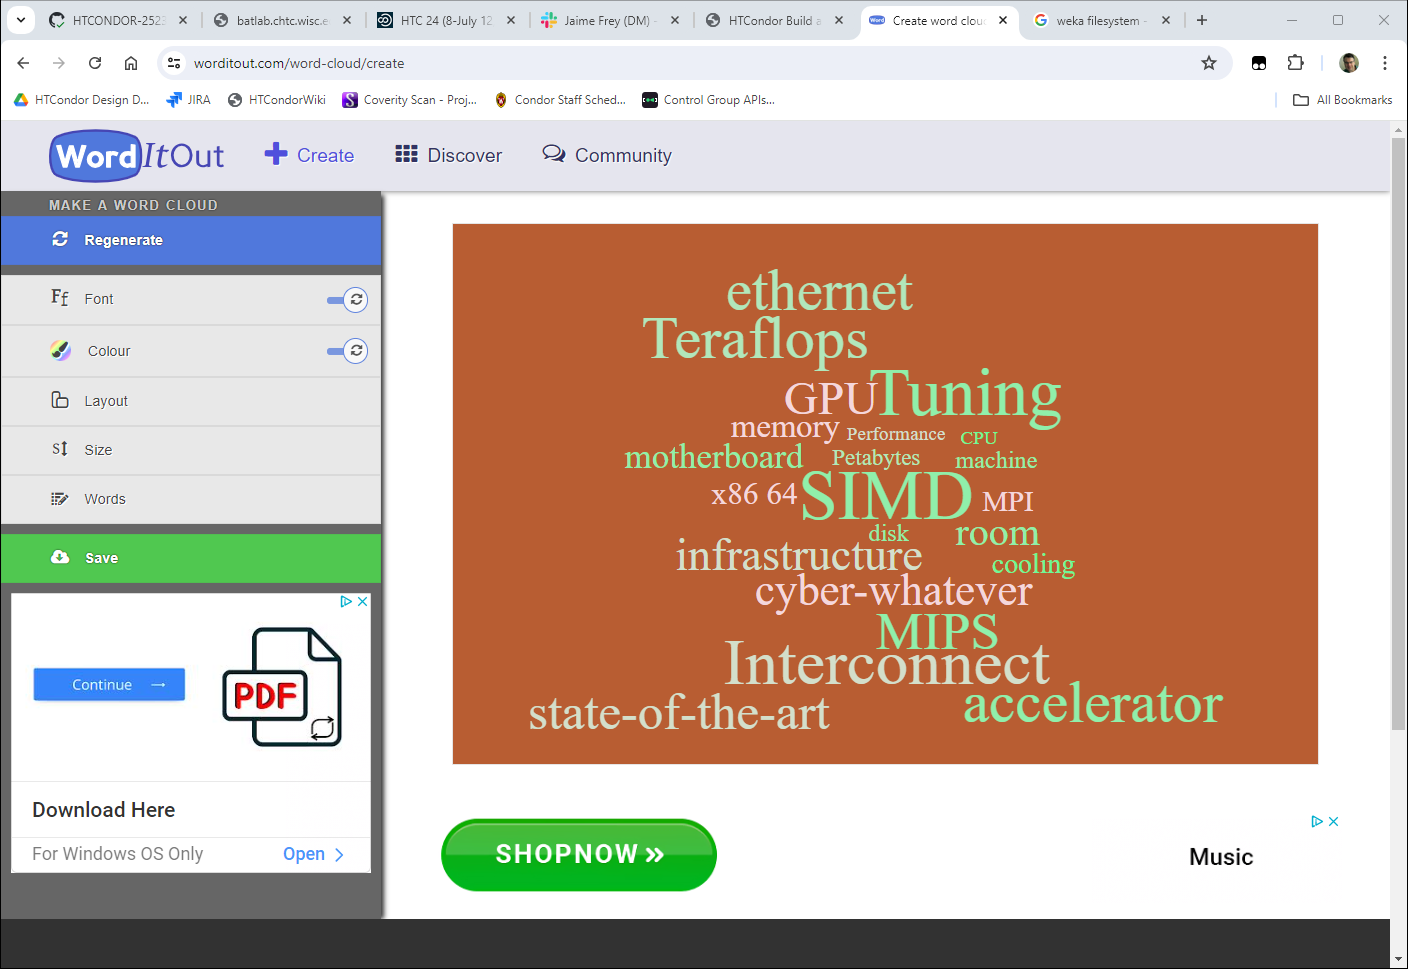 HTCONDOR-2523
batlab.chtc.wisc.e
HTC 24 (8-July 12
Jaime Frey (DM) -
HTCondor Build a
Create word clou
weka filesystem -
worditout.com/word-cloud/create
HTCondor Design D...
JIRA
HTCondorWiki
Coverity Scan - Proj...
Condor Staff Sched...
Control Group APIs...
All Bookmarks
WordItOut
Create
Discover
Community
MAKE A WORD CLOUD
Regenerate
Ff Font
Colour
Layout
S Size
Words
Save
Continue
PDF
Download Here
For Windows OS Only
Open
ethernet
Teraflops
GPU Tuning
memory Performance CPU
motherboard Petabytes machine
x86 64 SIMD MPI
disk room
infrastructure cooling
cyber-whatever
MIPS
Interconnect
state-of-the-art accelerator
SHOPNOW »
Music